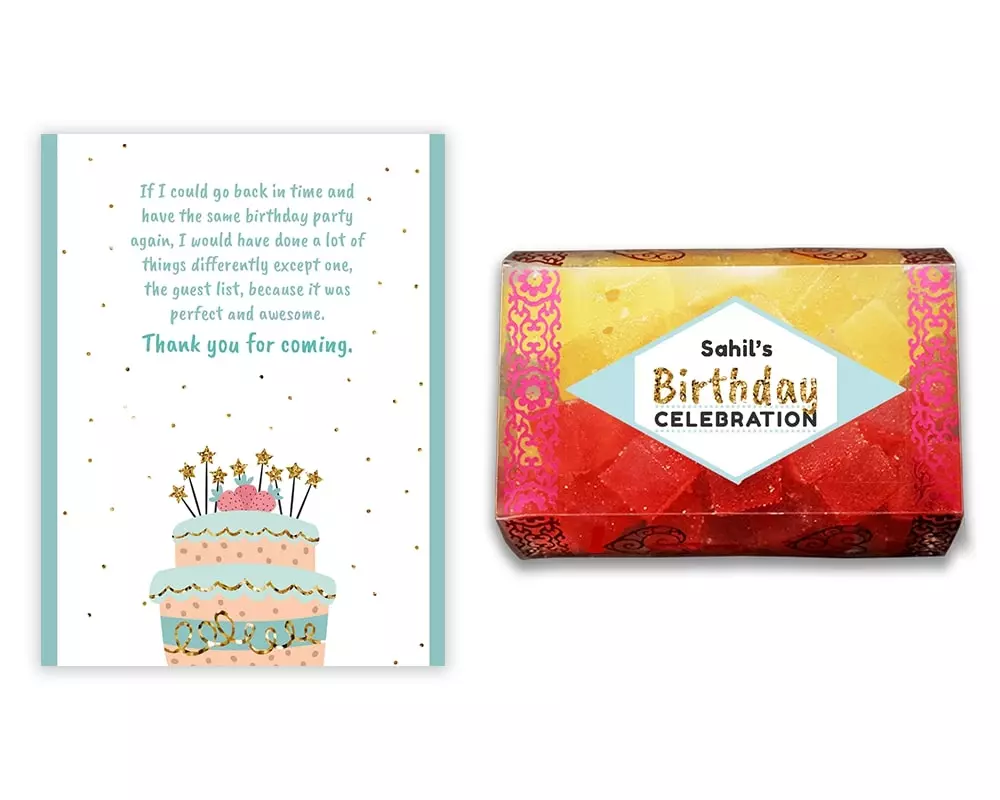 If I could go back in time and
have the same birthday party
again, I would have done a lot of
things differently except one,
the guest list, because it was
perfect and awesome.
Thank you for coming.
Sahil's
Birthday
CELEBRATION